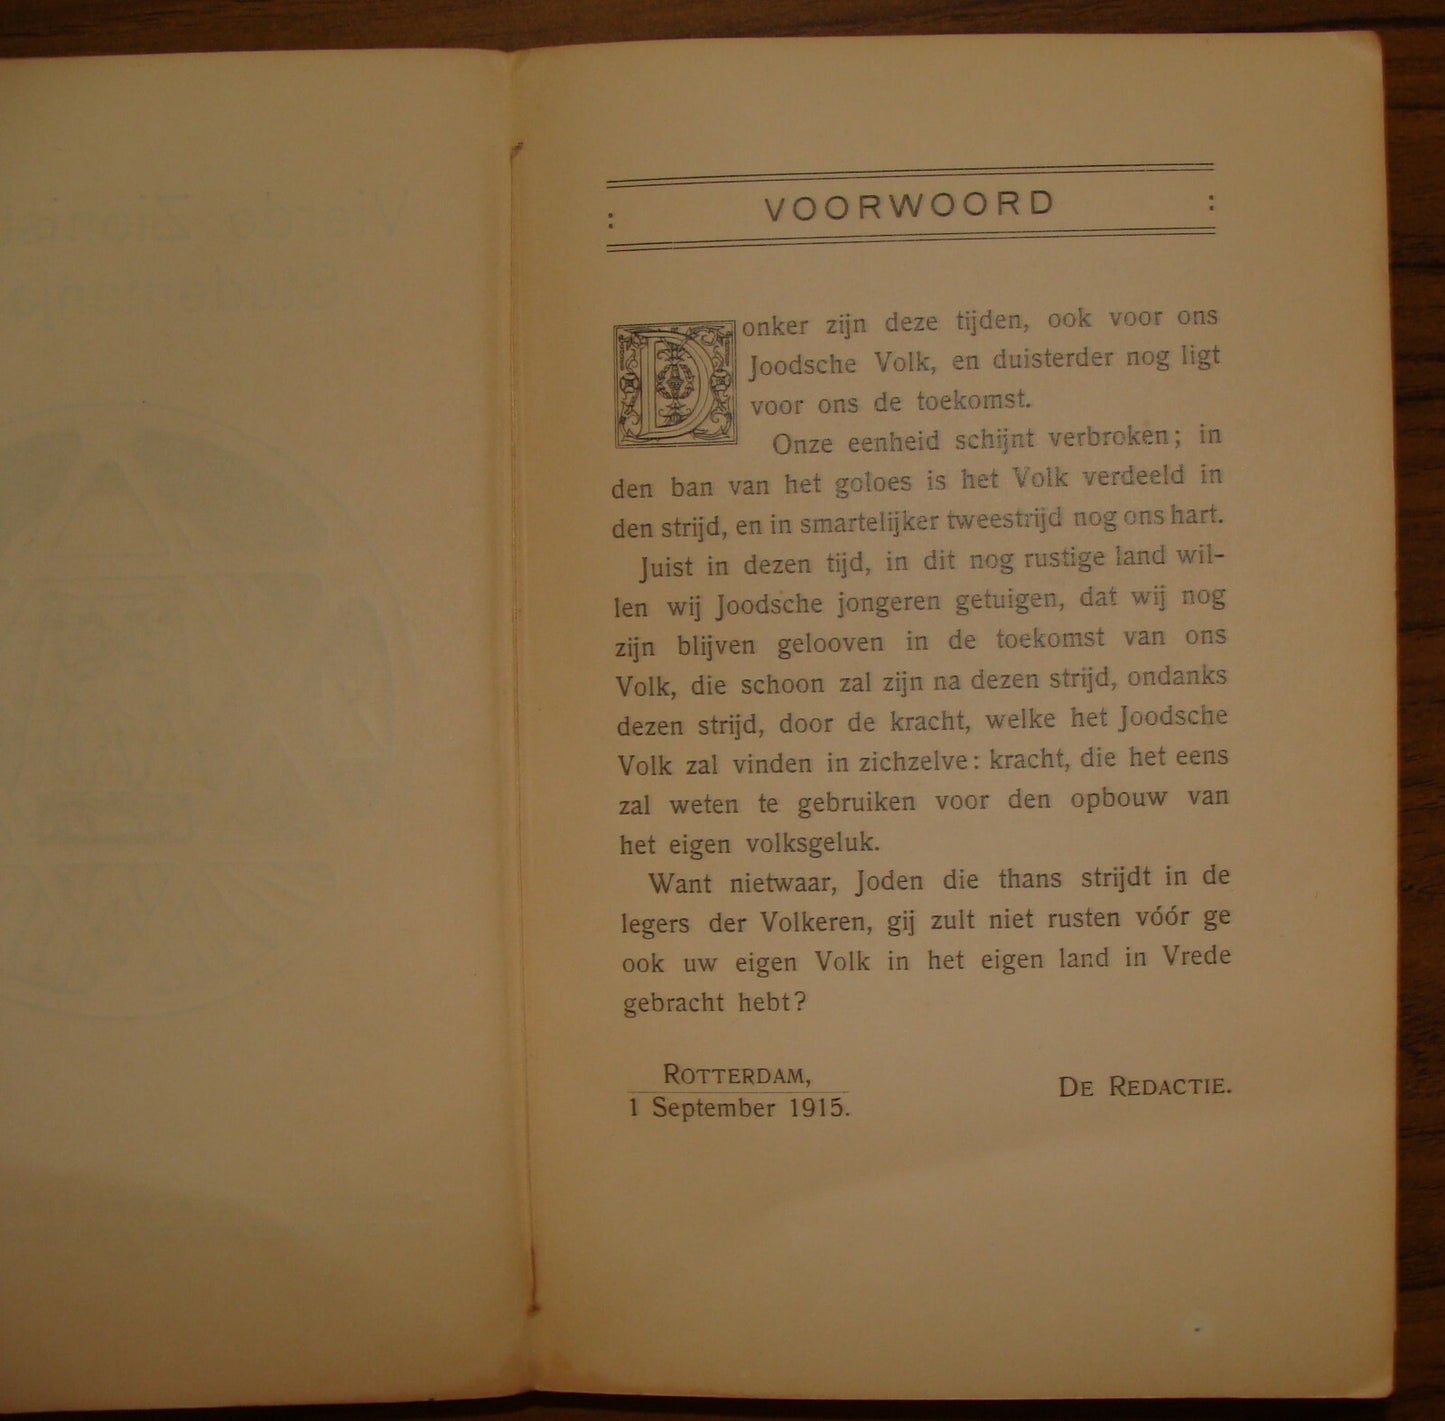 : VOORWOORD :
Donker zijn deze tijden, ook voor ons
Joodsche Volk, en duisterder nog ligt
voor ons de toekomst.
Onze eenheid schijnt verbroken; in
den ban van het goloes is het Volk verdeeld in
den strijd, en in smartelijker tweestrijd nog ons hart.
Juist in dezen tijd, in dit nog rustige land wil-
len wij Joodsche jongeren getuigen, dat wij nog
zijn blijven gelooven in de toekomst van ons
Volk, die schoon zal zijn na dezen strijd, ondanks
dezen strijd, door de kracht, welke het Joodsche
Volk zal vinden in zichzelve: kracht, die het eens
zal weten te gebruiken voor den opbouw van
het eigen volksgeluk.
Want nietwaar, Joden die thans strijdt in de
legers der Volkeren, gij zult niet rusten vóór ge
ook uw eigen Volk in het eigen land in Vrede
gebracht hebt?
ROTTERDAM,
1 September 1915.
DE REDACTIE.